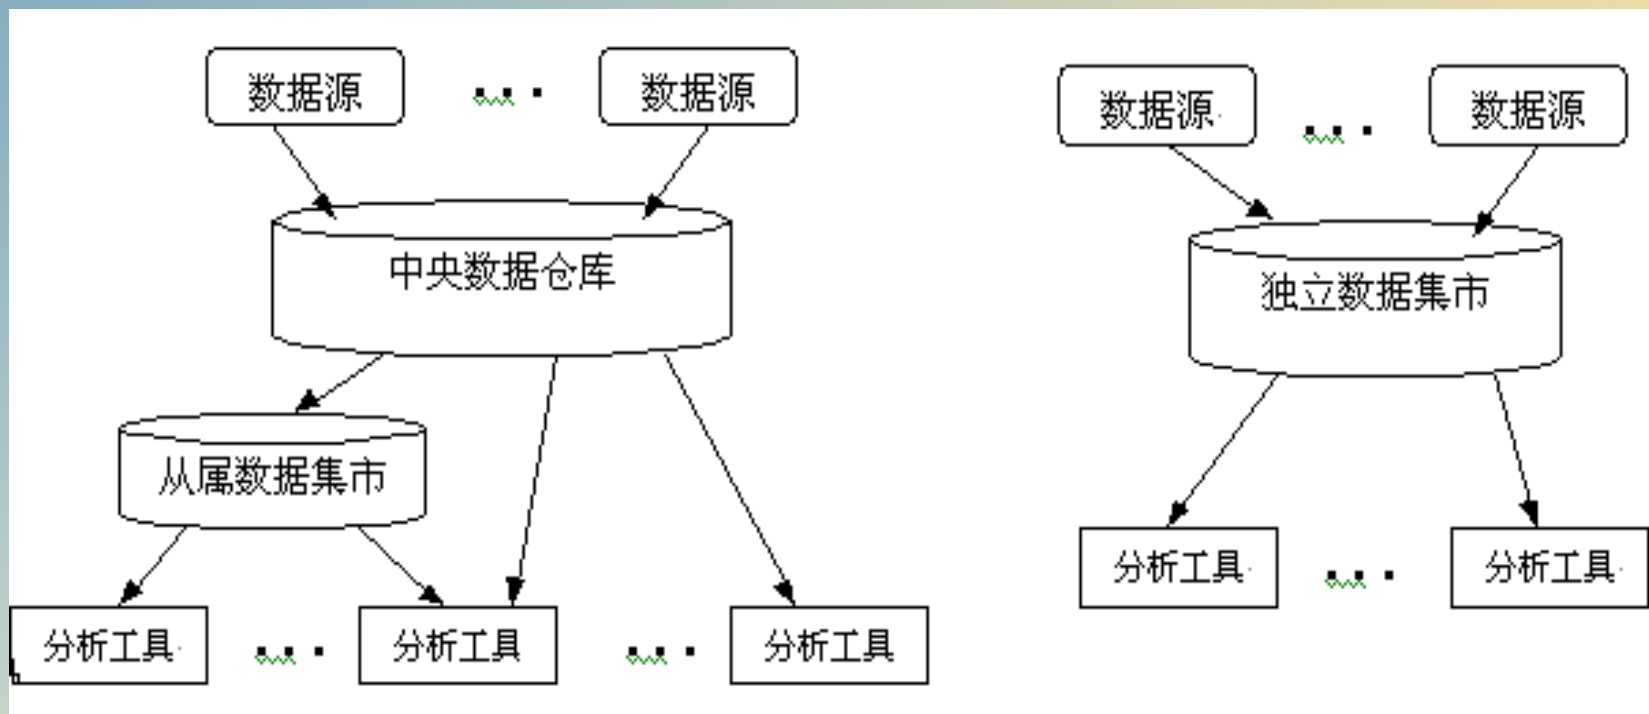 数据源 ... 数据源
中央数据仓库
从属数据集市
分析工具 ... 分析工具 ... 分析工具
数据源 ... 数据源
独立数据集市
分析工具 ... 分析工具